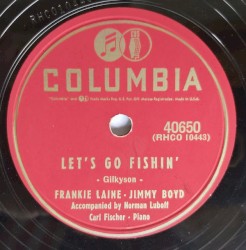 COLUMBIA
40650
(RHCO 10443)
LET'S GO FISHIN'
- Gilkyson -
FRANKIE LAINE · JIMMY BOYD
Accompanied by Norman Luboff
Carl Fischer - Piano